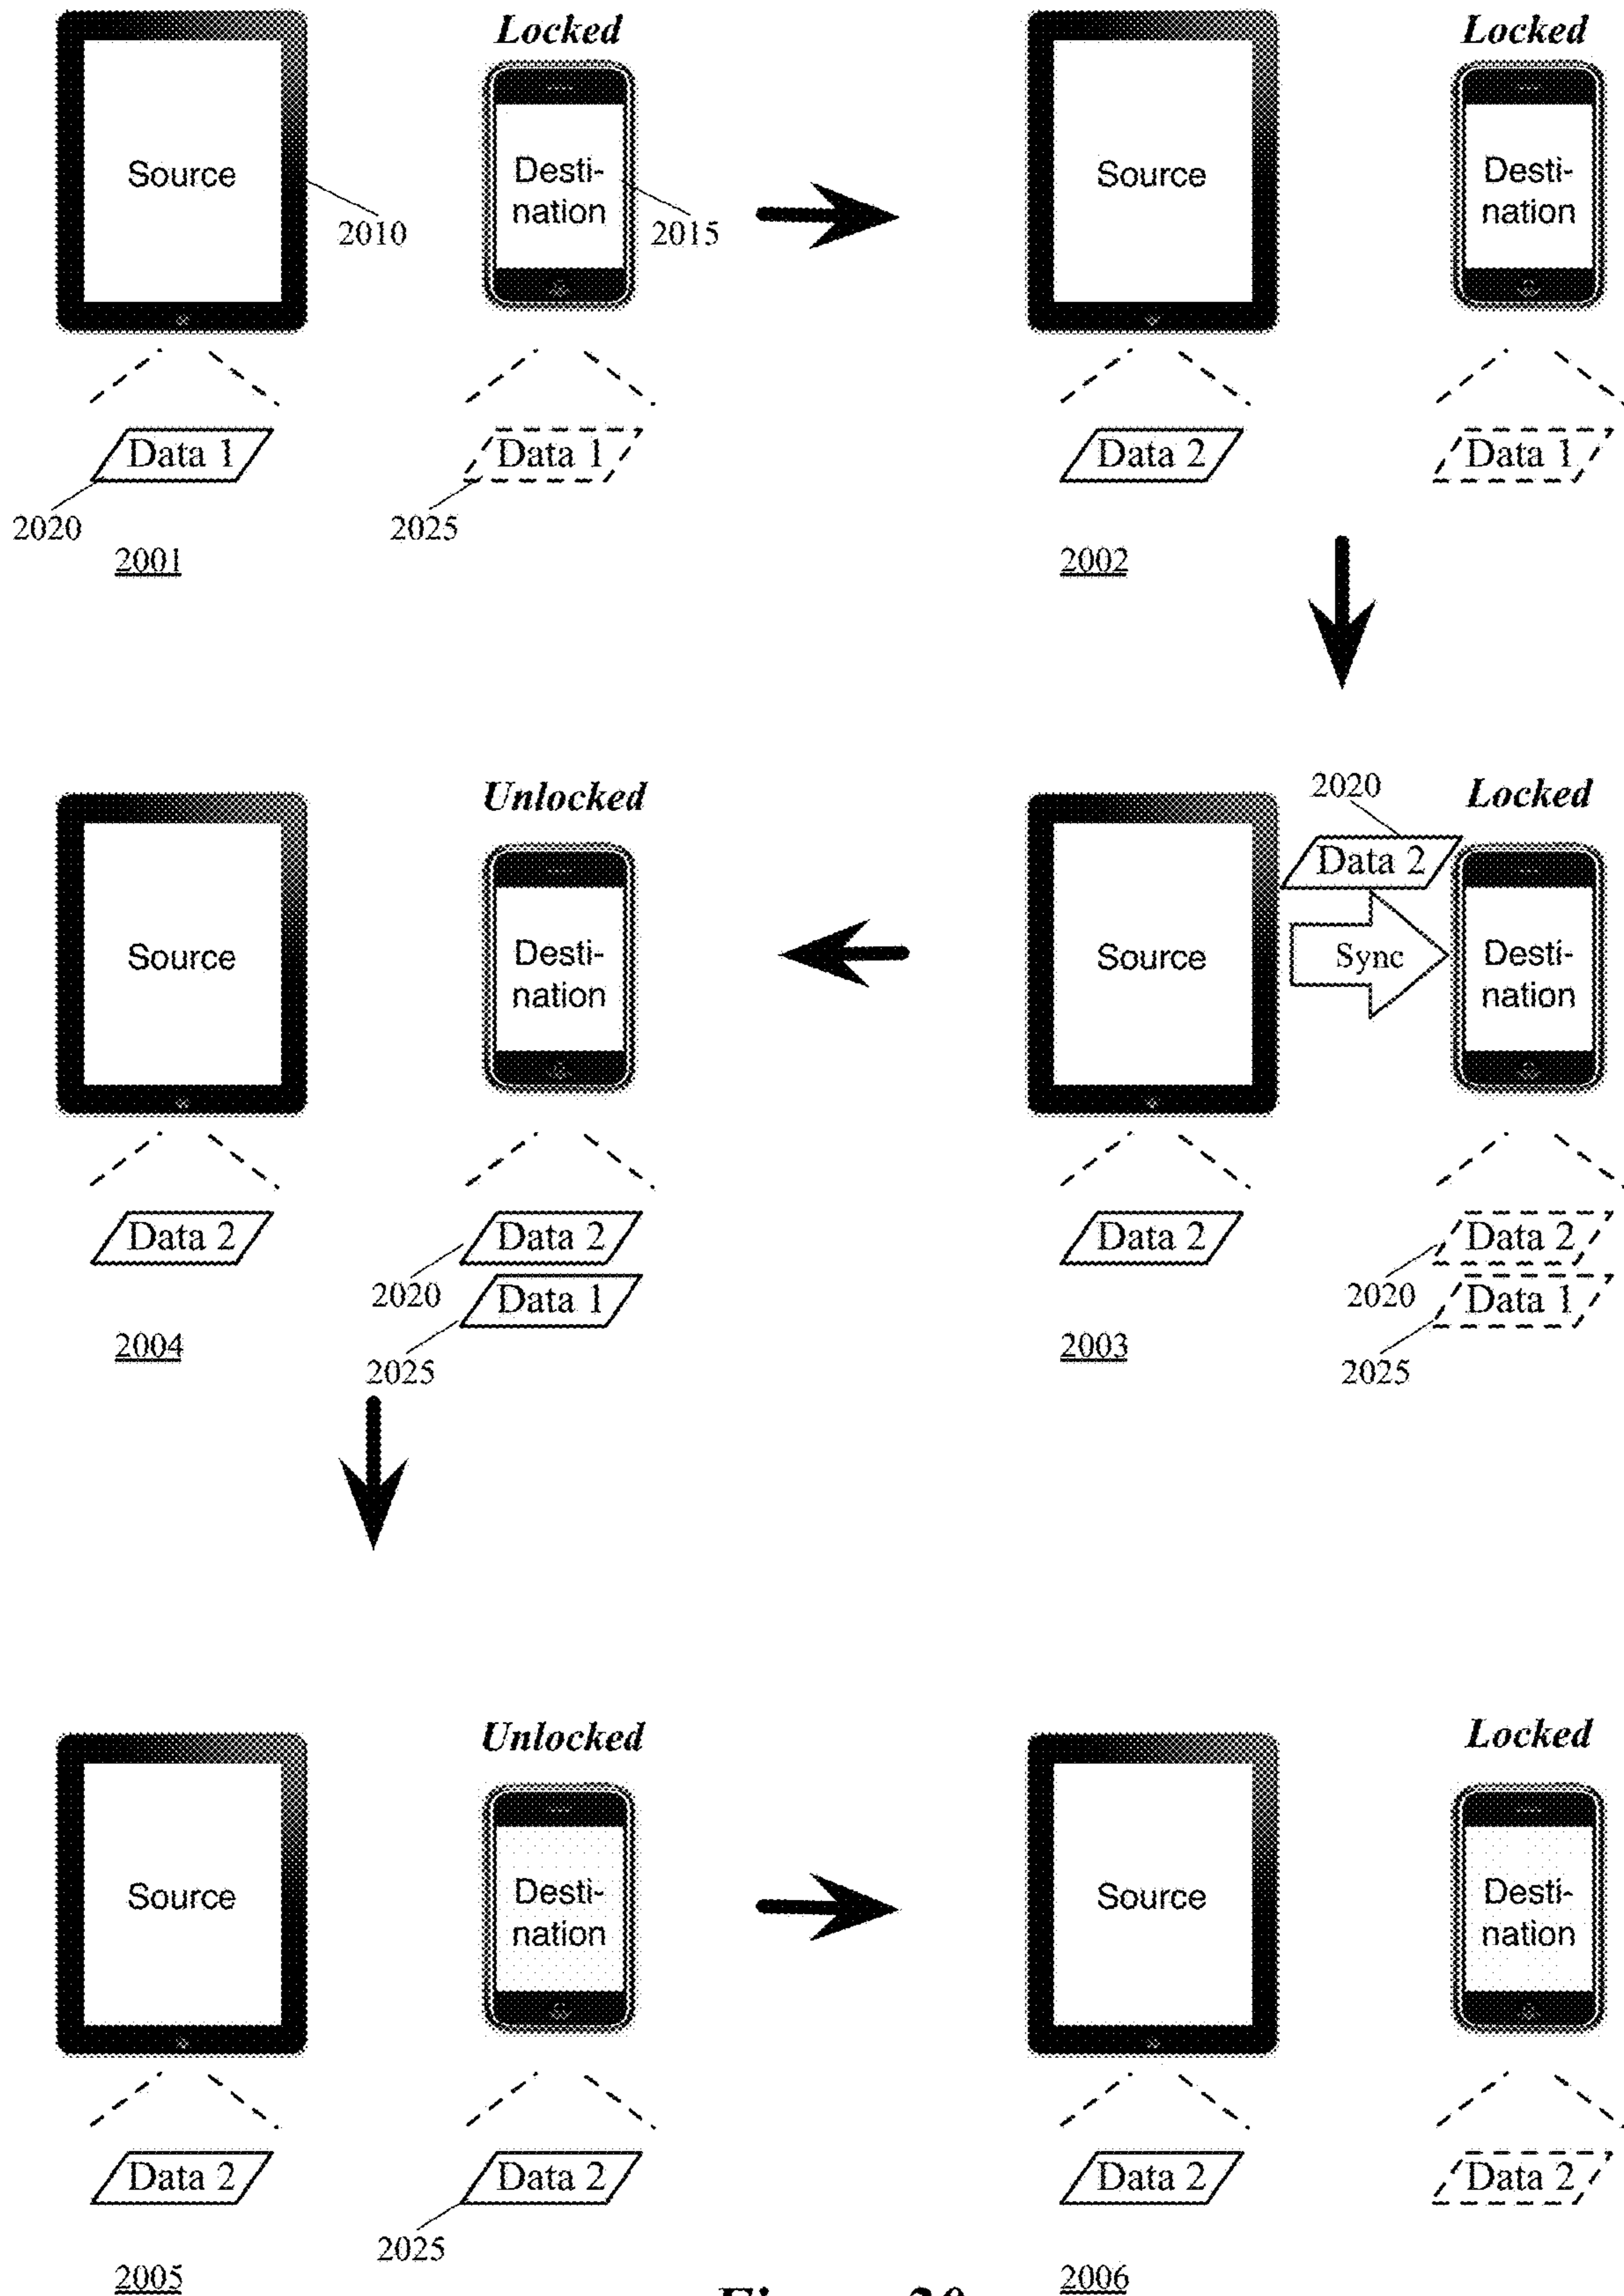 Locked
Source
Desti-
nation
2010
2015
Data 1
Data 1
2020
2025
2001
Locked
Source
Desti-
nation
Data 2
Data 1
2002
2020
Locked
Data 2
Source
Sync
Desti-
nation
Data 2
Data 2
2020
Data 1
2003
2025
Unlocked
Source
Desti-
nation
Data 2
Data 2
2020
Data 1
2004
2025
Unlocked
Source
Desti-
nation
Data 2
Data 2
2025
2005
Locked
Source
Desti-
nation
Data 2
Data 2
2006